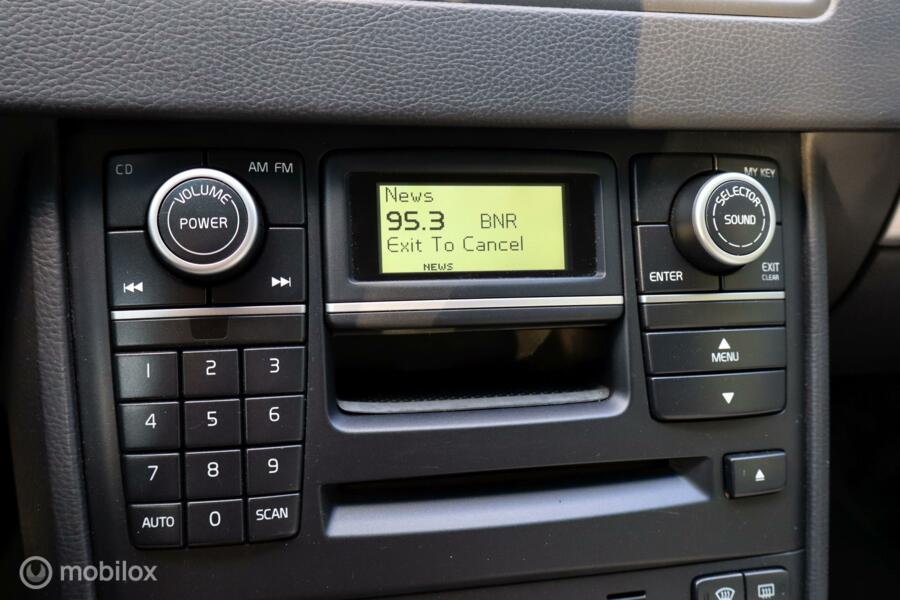 CD
AM FM
VOLUME
POWER
News
95.3 BNR
Exit To Cancel
NEWS
MY KEY
SELECTOR
SOUND
ENTER
EXIT
CLEAR
MENU
1 2 3
4 5 6
7 8 9
AUTO 0 SCAN
mobilox